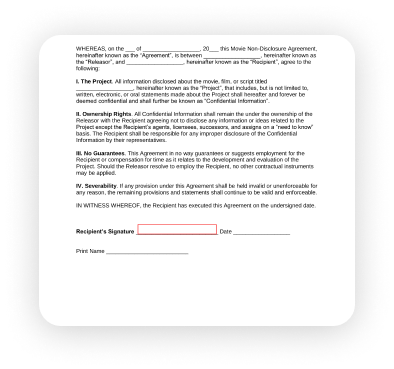 WHEREAS, on the ___ of _________________, 20___ this Movie Non-Disclosure Agreement,
hereinafter known as the "Agreement", is between _________________, hereinafter known as
the "Releasor", and _________________, hereinafter known as the "Recipient", agree to the
following:
I. The Project. All information disclosed about the movie, film, or script titled
_________________, hereinafter known as the "Project", that includes, but is not limited to,
written, electronic, or oral statements made about the Project shall hereafter and forever be
deemed confidential and shall further be known as "Confidential Information".
II. Ownership Rights. All Confidential Information shall remain under the ownership of the
Releasor with the Recipient agreeing not to disclose any information or ideas related to the
Project except the Recipient's agents, licensees, successors, and assigns on a "need to know"
basis. The Recipient shall be responsible for any improper disclosure of the Confidential
Information by their representatives.
III. No Guarantees. This Agreement in no way guarantees or suggests employment for the
Recipient or compensation for time as it relates to the development and evaluation of the
Project. Should the Releasor resolve to employ the Recipient, no other contractual instruments
may be applied.
IV. Severability. If any provision under this Agreement shall be held invalid or unenforceable for
any reason, the remaining provisions and statements shall continue to be valid and enforceable.
IN WITNESS WHEREOF, the Recipient has executed this Agreement on the undersigned date.
Recipient's Signature _________________ Date _________________
Print Name _________________